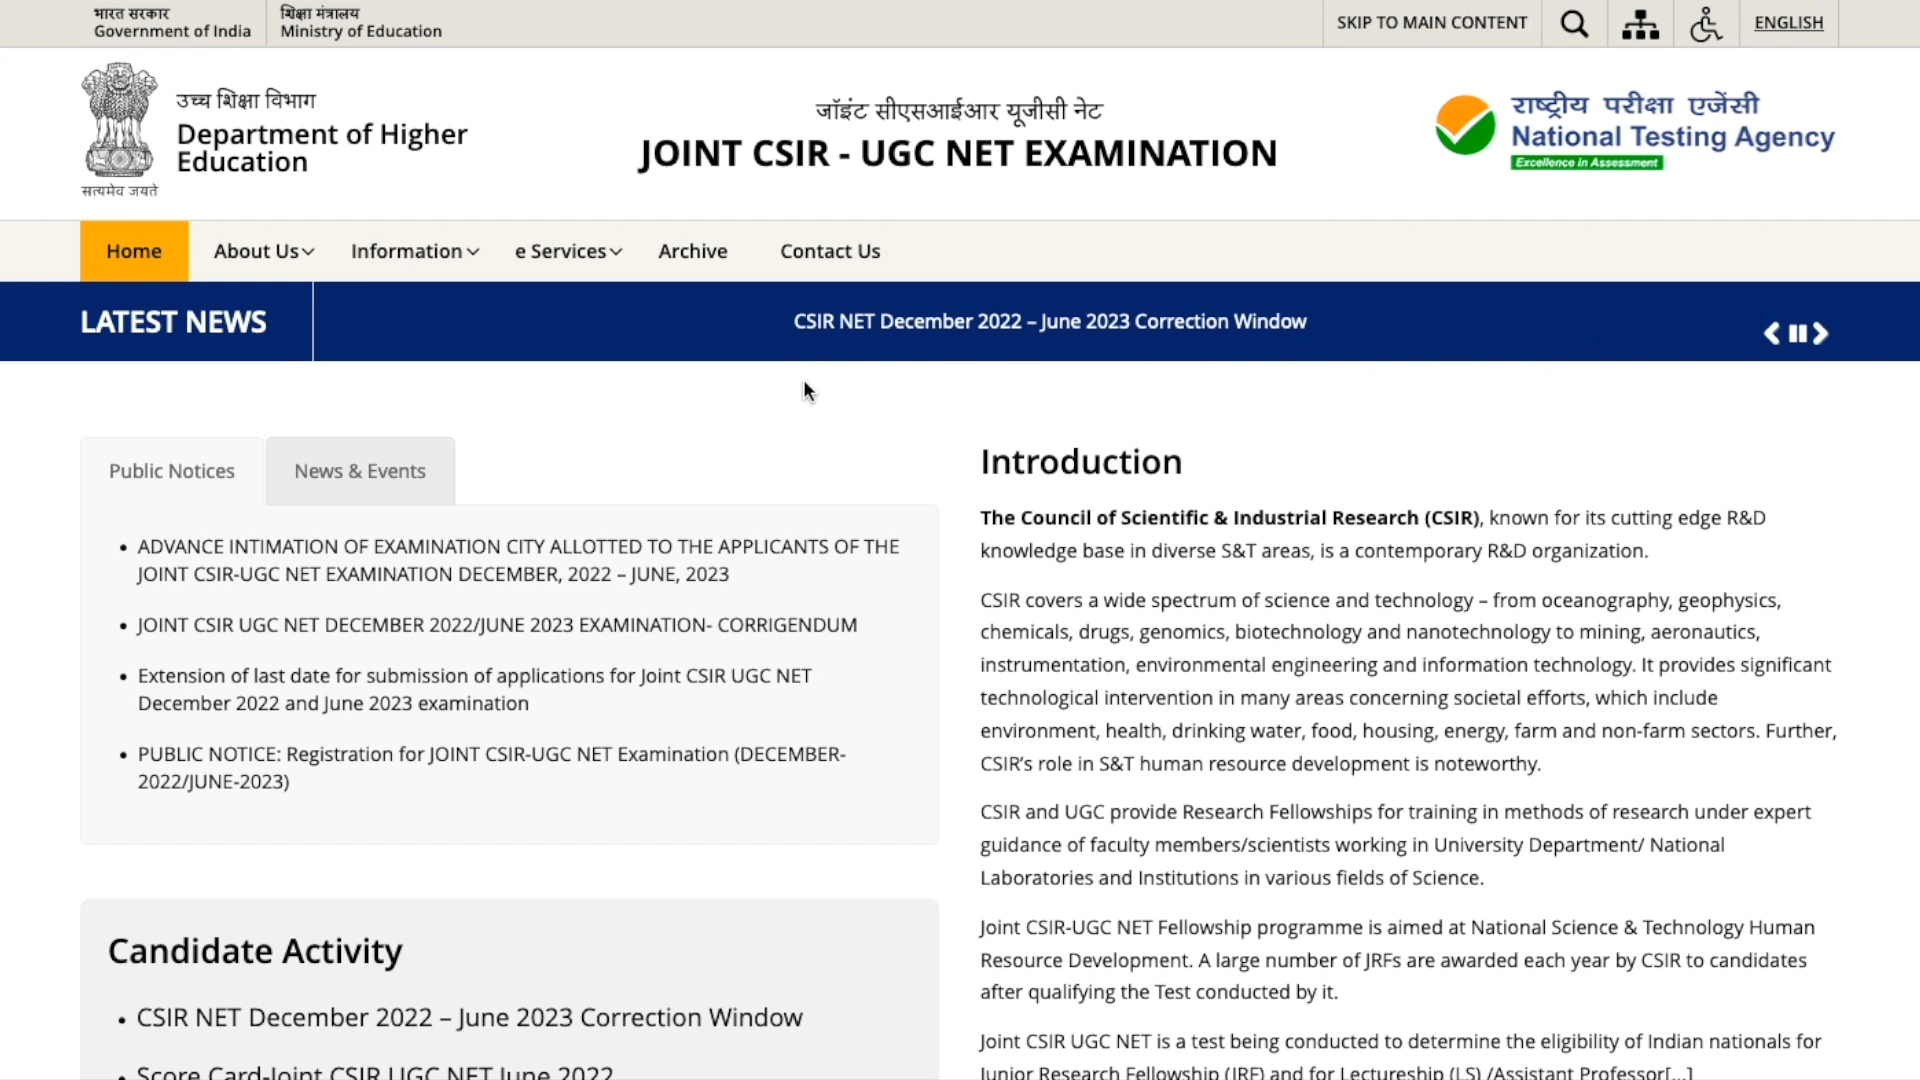 भारत सरकार
Government of India
शिक्षा मंत्रालय
Ministry of Education
SKIP TO MAIN CONTENT
ENGLISH
सत्यमेव जयते
उच्च शिक्षा विभाग
Department of Higher
Education
जॉइंट सीएसआईआर यूजीसी नेट
JOINT CSIR - UGC NET EXAMINATION
राष्ट्रीय परीक्षा एजेंसी
National Testing Agency
Excellence in Assessment
Home
About Us
Information
e Services
Archive
Contact Us
LATEST NEWS
CSIR NET December 2022 – June 2023 Correction Window
Public Notices
News & Events
• ADVANCE INTIMATION OF EXAMINATION CITY ALLOTTED TO THE APPLICANTS OF THE
JOINT CSIR-UGC NET EXAMINATION DECEMBER, 2022 – JUNE, 2023
• JOINT CSIR UGC NET DECEMBER 2022/JUNE 2023 EXAMINATION- CORRIGENDUM
• Extension of last date for submission of applications for Joint CSIR UGC NET
December 2022 and June 2023 examination
• PUBLIC NOTICE: Registration for JOINT CSIR-UGC NET Examination (DECEMBER-
2022/JUNE-2023)
Candidate Activity
• CSIR NET December 2022 – June 2023 Correction Window
• Score Card-Joint CSIR UGC NET June 2022
Introduction
The Council of Scientific & Industrial Research (CSIR), known for its cutting edge R&D
knowledge base in diverse S&T areas, is a contemporary R&D organization.
CSIR covers a wide spectrum of science and technology – from oceanography, geophysics,
chemicals, drugs, genomics, biotechnology and nanotechnology to mining, aeronautics,
instrumentation, environmental engineering and information technology. It provides significant
technological intervention in many areas concerning societal efforts, which include
environment, health, drinking water, food, housing, energy, farm and non-farm sectors. Further,
CSIR’s role in S&T human resource development is noteworthy.
CSIR and UGC provide Research Fellowships for training in methods of research under expert
guidance of faculty members/scientists working in University Department/ National
Laboratories and Institutions in various fields of Science.
Joint CSIR-UGC NET Fellowship programme is aimed at National Science & Technology Human
Resource Development. A large number of JRFs are awarded each year by CSIR to candidates
after qualifying the Test conducted by it.
Joint CSIR UGC NET is a test being conducted to determine the eligibility of Indian nationals for
Junior Research Fellowship (JRF) and for Lectureship (LS) /Assistant Professor[...]